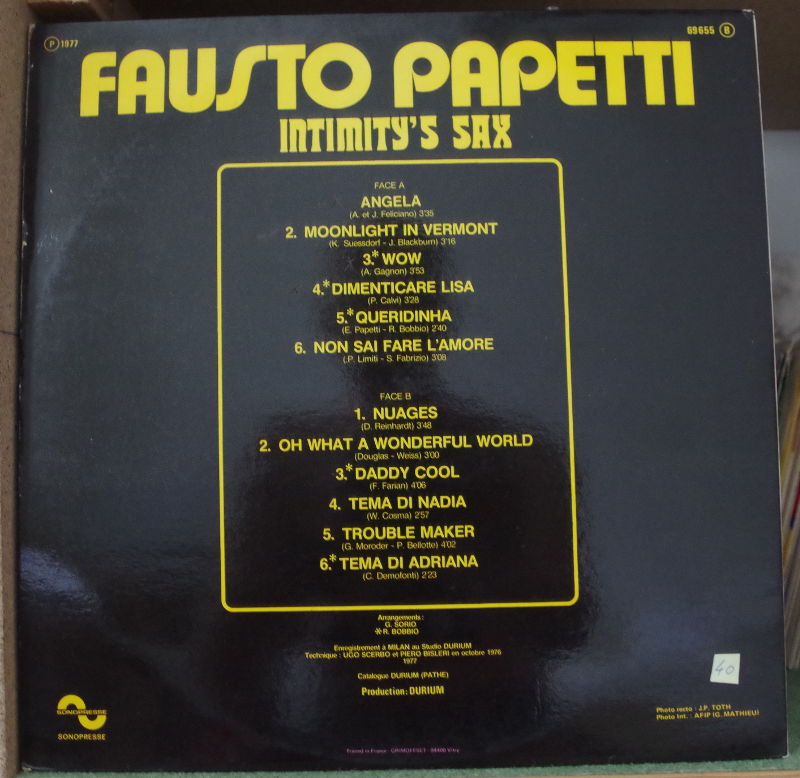 ℗ 1977
69655 Ⓑ
FAUSTO PAPETTI
INTIMITY'S SAX
FACE A
ANGELA
(A. et J. Feliciano) 3'35
2. MOONLIGHT IN VERMONT
(K. Suessdorf - J. Blackburn) 3'16
3.* WOW
(A. Gagnon) 3'53
4.* DIMENTICARE LISA
(P. Calvi) 3'28
5.* QUERIDINHA
(E. Papetti - R. Bobbio) 2'40
6. NON SAI FARE L'AMORE
(.P. Limiti - S. Fabrizio) 3'08
FACE B
1. NUAGES
(D. Reinhardt) 3'48
2. OH WHAT A WONDERFUL WORLD
(Douglas - Weiss) 3'00
3.* DADDY COOL
(F. Farian) 4'06
4. TEMA DI NADIA
(W. Cosma) 2'57
5. TROUBLE MAKER
(G. Moroder - P. Bellotte) 4'02
6.* TEMA DI ADRIANA
(C. Demofonti) 2'23
Arrangements :
G. SORIO
* R. BOBBIO
Enregistrement à MILAN au Studio DURIUM
Technique : UGO SCERBO et PIERO BISLERI en octobre 1976
1977
Catalogue DURIUM (PATHE)
Production: DURIUM
40
Photo recto : J.P. TOTH
Photo Int. : AFIP (G. MATHIEU)
SONOPRESSE
SONOPRESSE
Printed in France - OFFSET - 94400 Vitry